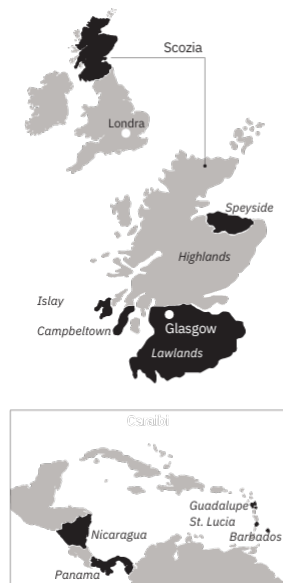 Scozia
Londra
Speyside
Highlands
Islay
Campbeltown
Glasgow
Lawlands
Caraibi
Guadalupe
St. Lucia
Nicaragua
Barbados
Panama